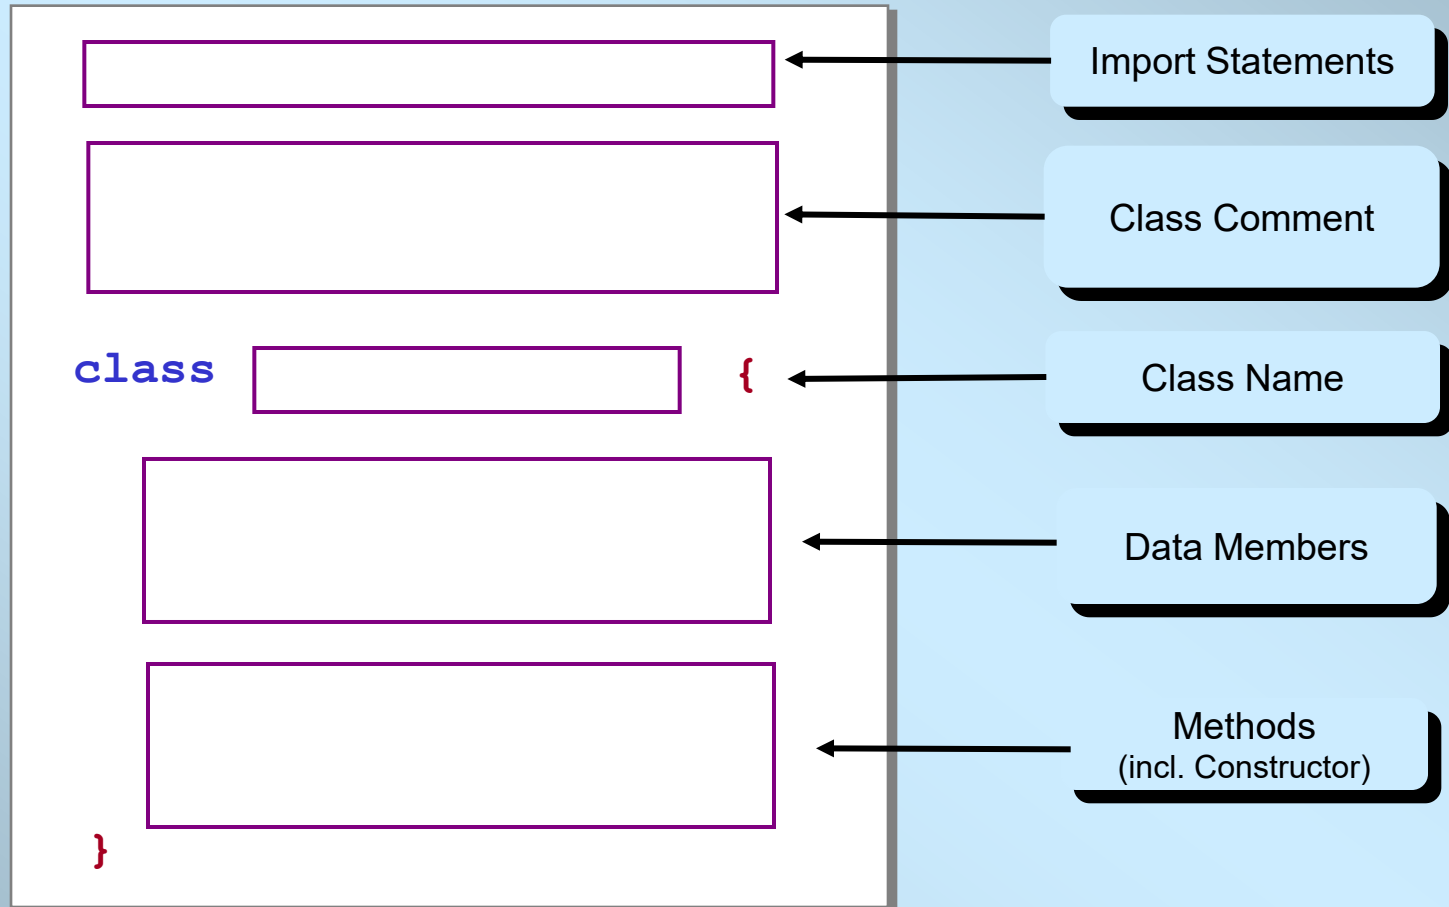 Import Statements
Class Comment
class { Class Name
Data Members
Methods
(incl. Constructor)
}